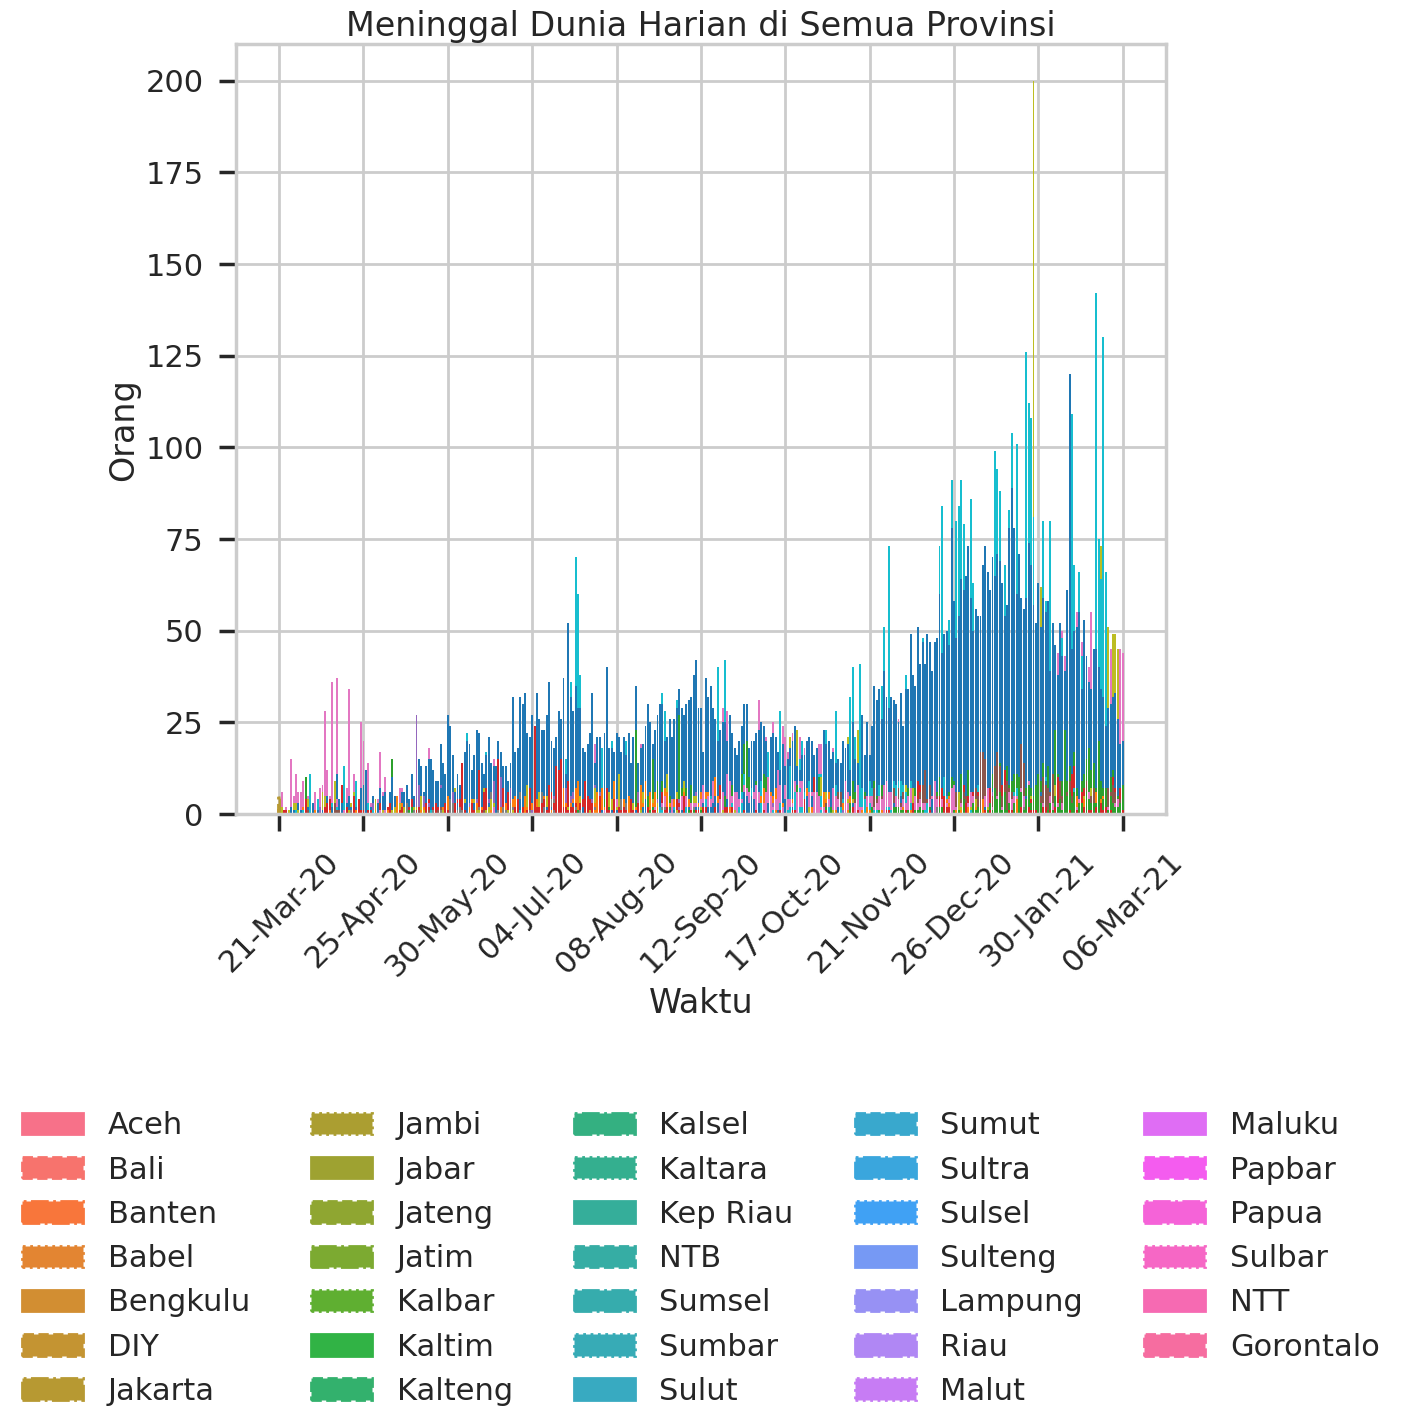 Meninggal Dunia Harian di Semua Provinsi
200
175
150
125
100
75
50
25
0
Orang
21-Mar-20
25-Apr-20
30-May-20
04-Jul-20
08-Aug-20
12-Sep-20
17-Oct-20
21-Nov-20
26-Dec-20
30-Jan-21
06-Mar-21
Waktu
Aceh
Bali
Banten
Babel
Bengkulu
DIY
Jakarta
Jambi
Jabar
Jateng
Jatim
Kalbar
Kaltim
Kalteng
Kalsel
Kaltara
Kep Riau
NTB
Sumsel
Sumbar
Sulut
Sumut
Sultra
Sulsel
Sulteng
Lampung
Riau
Malut
Maluku
Papbar
Papua
Sulbar
NTT
Gorontalo